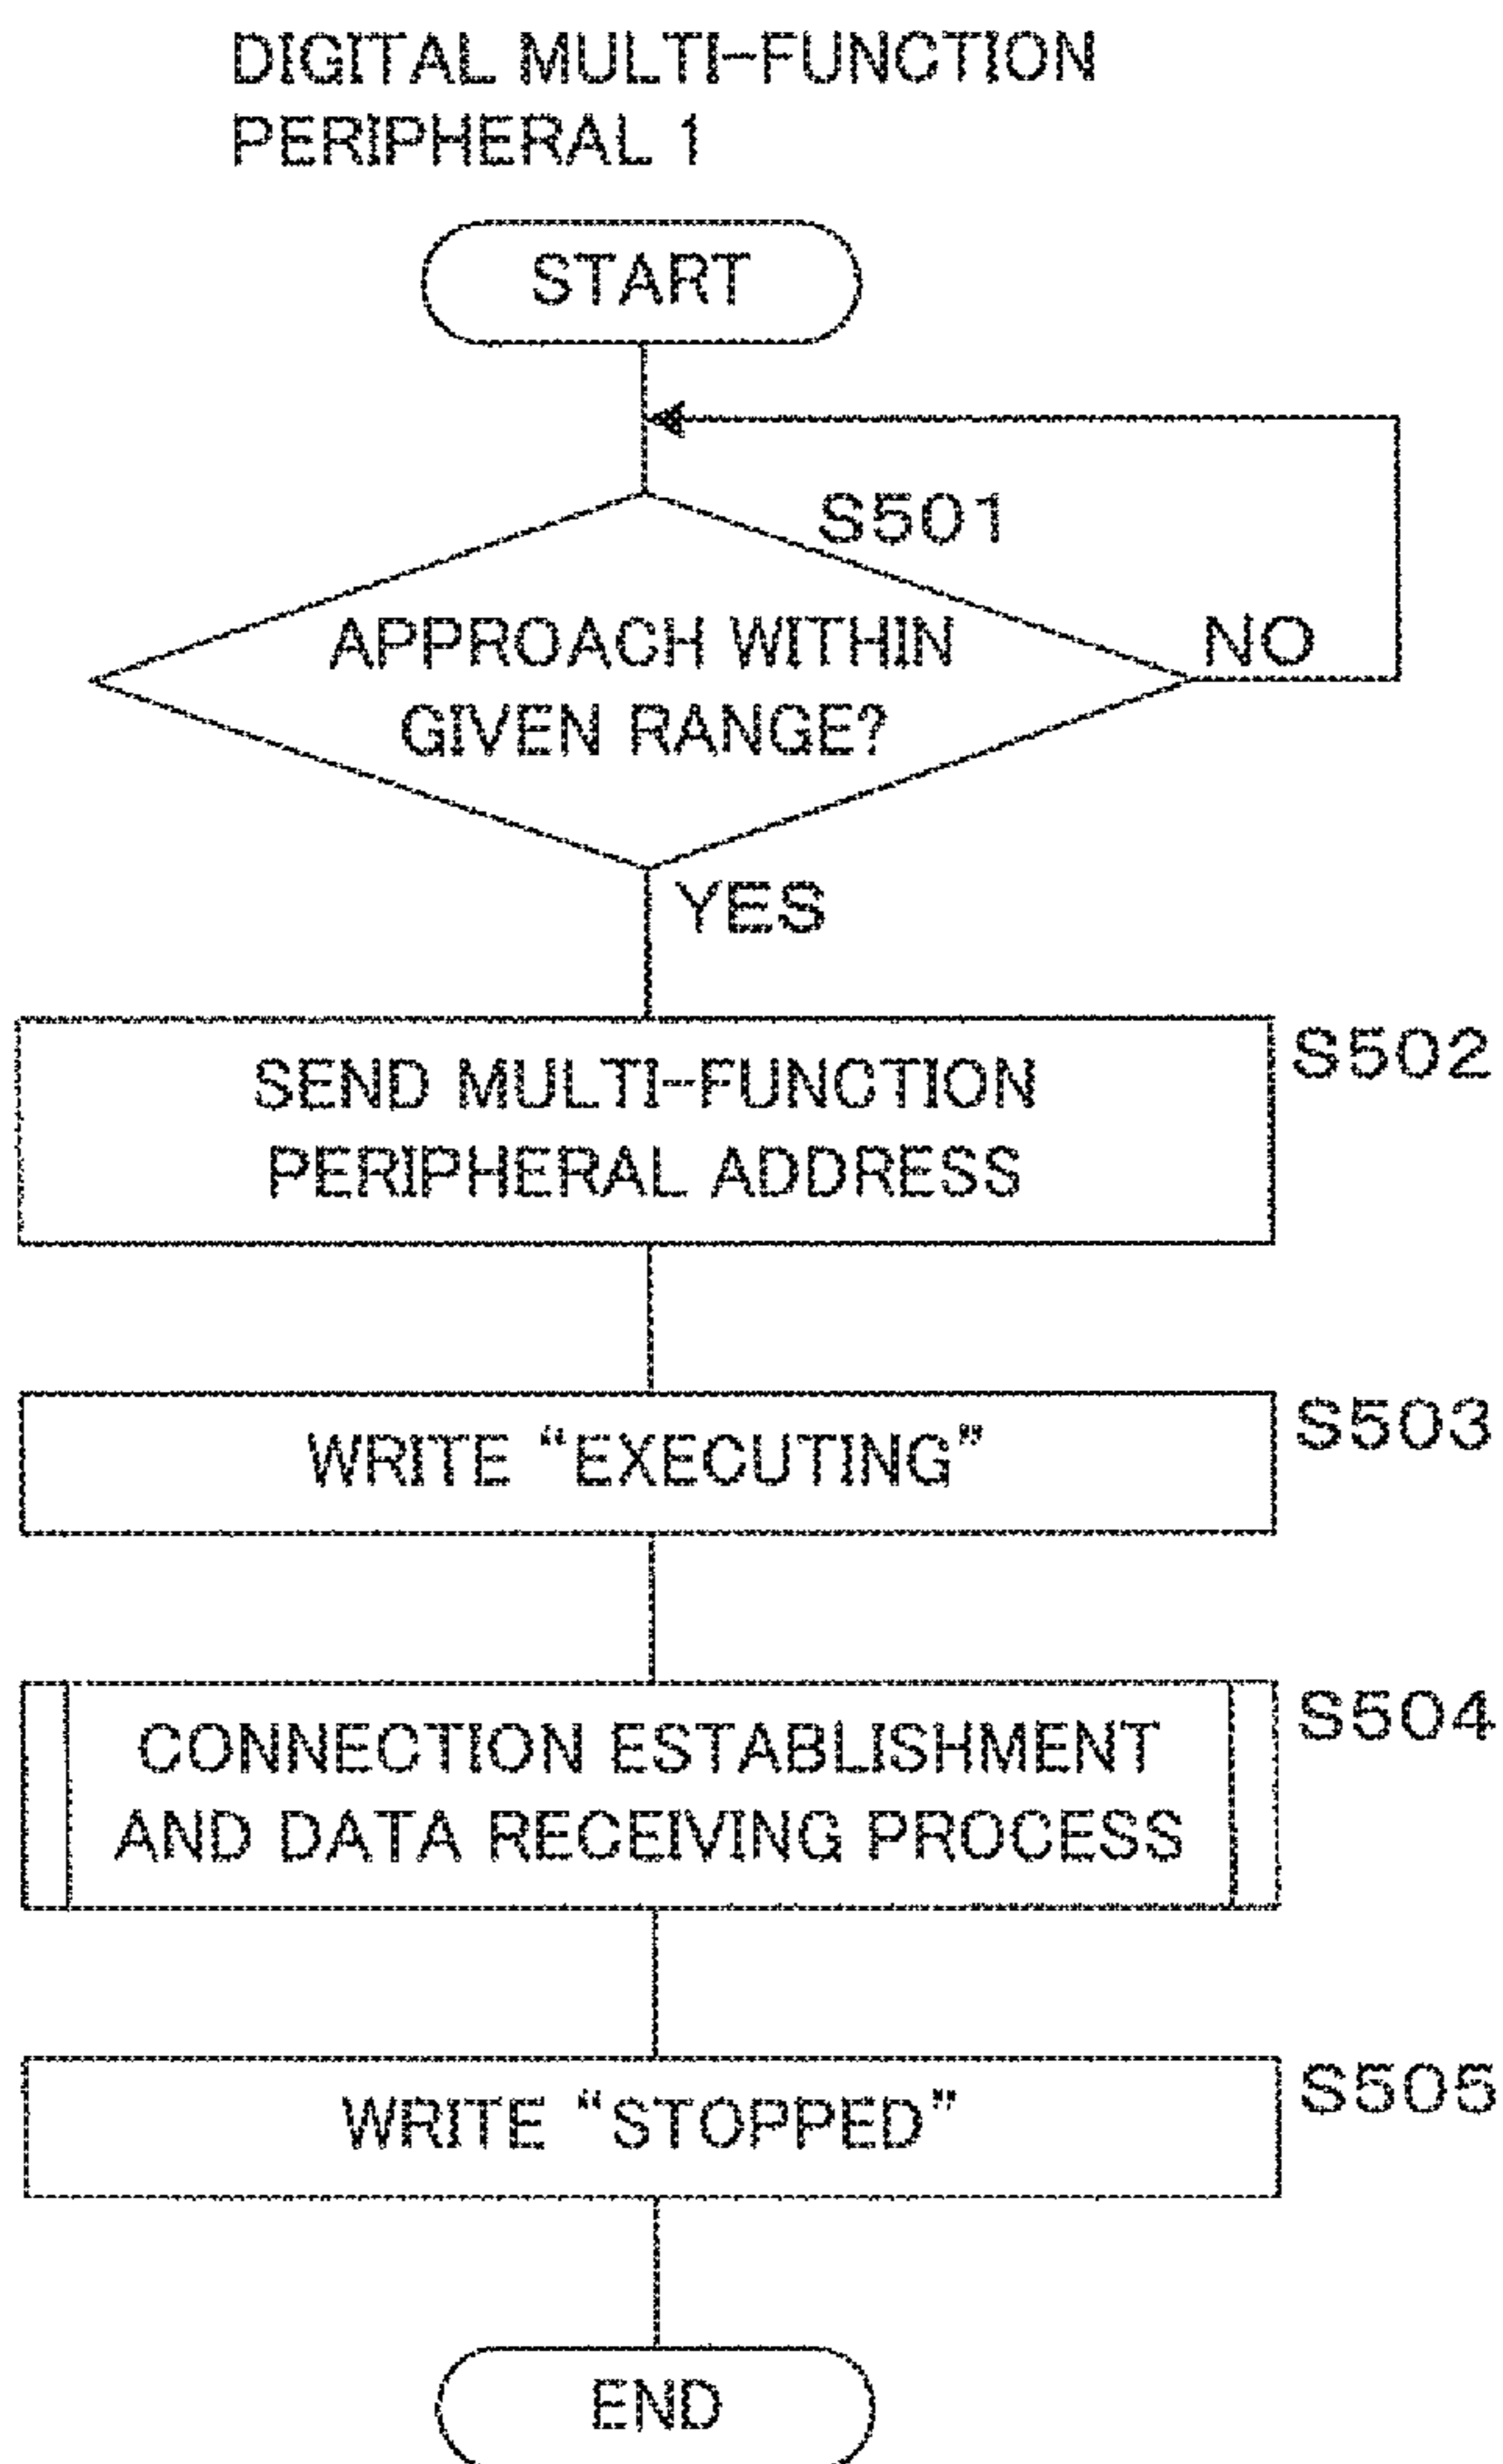 DIGITAL MULTI-FUNCTION
PERIPHERAL 1
START
S501
APPROACH WITHIN
GIVEN RANGE?
NO
YES
SEND MULTI-FUNCTION
PERIPHERAL ADDRESS
S502
WRITE “EXECUTING”
S503
CONNECTION ESTABLISHMENT
AND DATA RECEIVING PROCESS
S504
WRITE “STOPPED”
S505
END